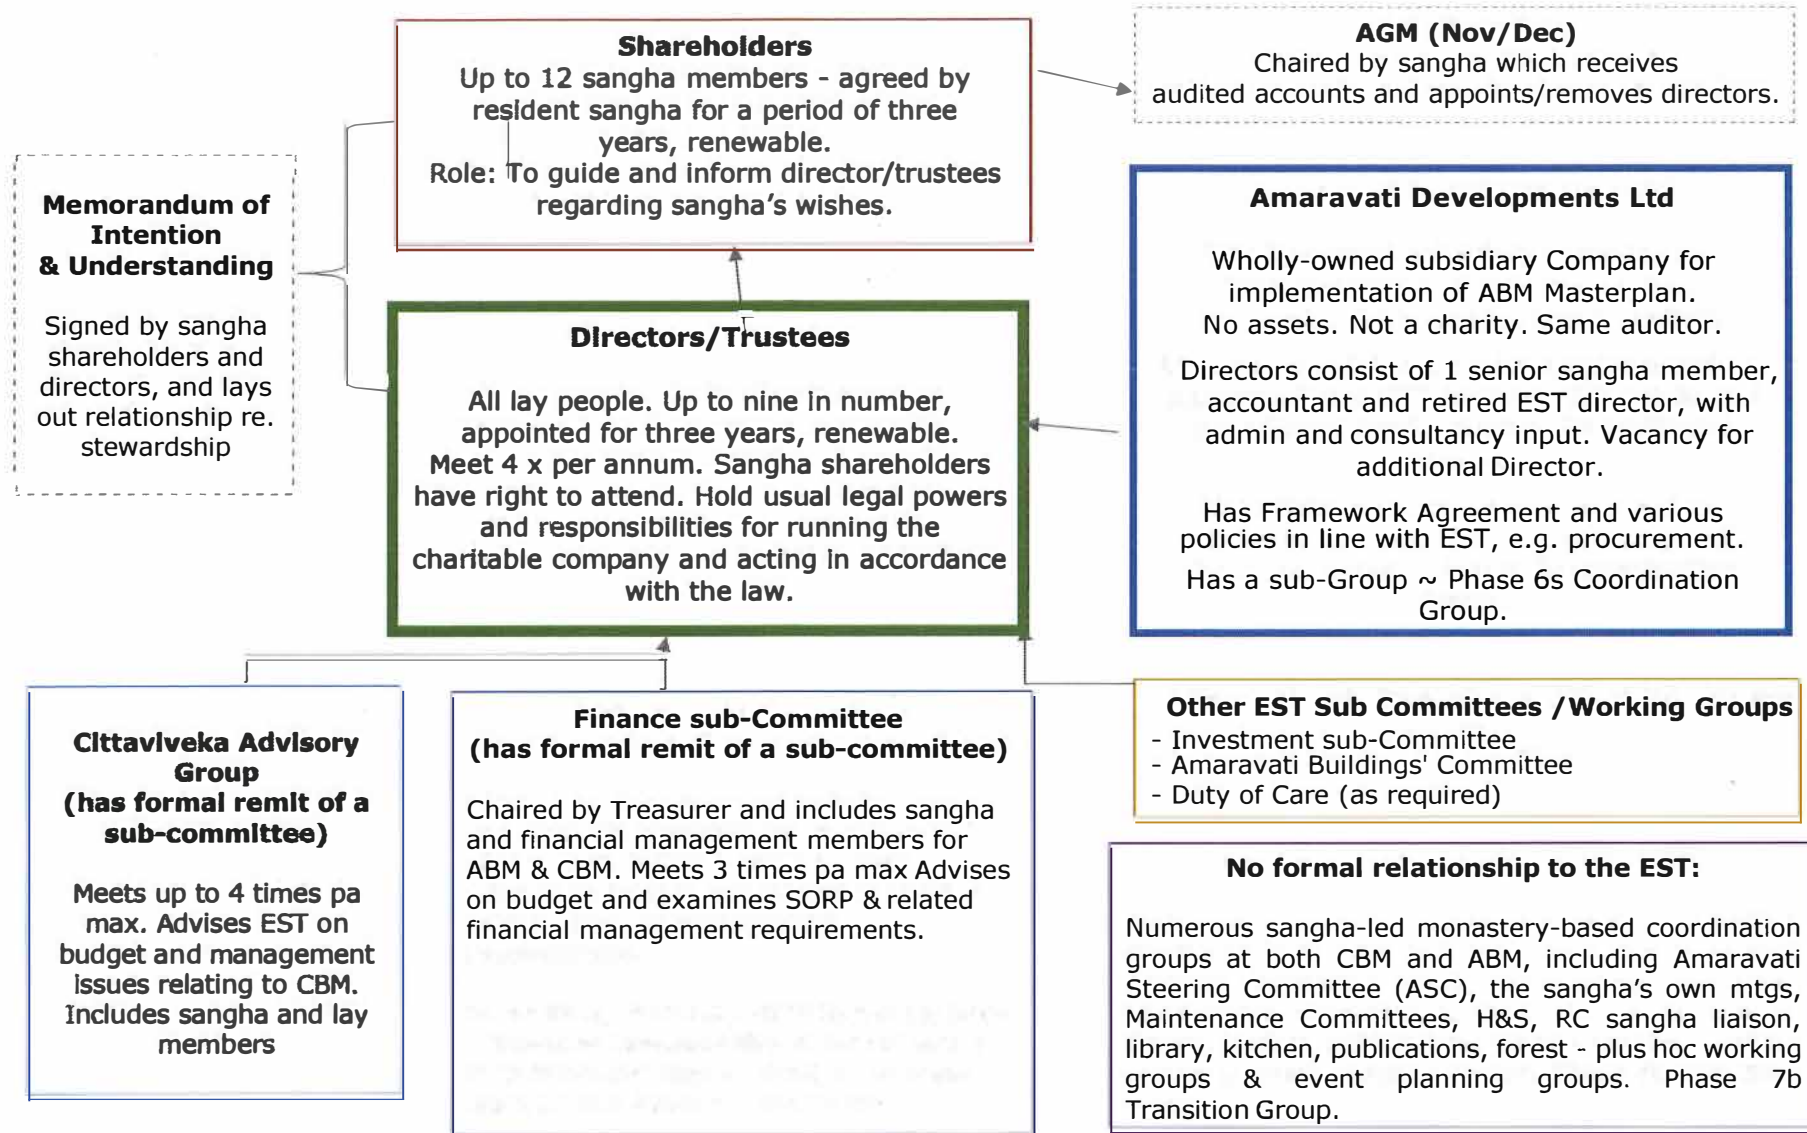 Shareholders
Up to 12 sangha members - agreed by
resident sangha for a period of three
years, renewable.
Role: To guide and inform director/trustees
regarding sangha's wishes.
AGM (Nov/Dec)
Chaired by sangha which receives
audited accounts and appoints/removes directors.
Memorandum of
Intention
& Understanding
Signed by sangha
shareholders and
directors, and lays
out relationship re.
stewardship
Directors/Trustees
All lay people. Up to nine in number,
appointed for three years, renewable.
Meet 4 x per annum. Sangha shareholders
have right to attend. Hold usual legal powers
and responsibilities for running the
charitable company and acting in accordance
with the law.
Amaravati Developments Ltd
Wholly-owned subsidiary Company for
implementation of ABM Masterplan.
No assets. Not a charity. Same auditor.
Directors consist of 1 senior sangha member,
accountant and retired EST director, with
admin and consultancy input. Vacancy for
additional Director.
Has Framework Agreement and various
policies in line with EST, e.g. procurement.
Has a sub-Group ~ Phase 6s Coordination
Group.
Cittaviveka Advisory
Group
(has formal remit of a
sub-committee)
Meets up to 4 times pa
max. Advises EST on
budget and management
issues relating to CBM.
Includes sangha and lay
members
Finance sub-Committee
(has formal remit of a sub-committee)
Chaired by Treasurer and includes sangha
and financial management members for
ABM & CBM. Meets 3 times pa max Advises
on budget and examines SORP & related
financial management requirements.
Other EST Sub Committees /Working Groups
- Investment sub-Committee
- Amaravati Buildings' Committee
- Duty of Care (as required)
No formal relationship to the EST:
Numerous sangha-led monastery-based coordination
groups at both CBM and ABM, including Amaravati
Steering Committee (ASC), the sangha's own mtgs,
Maintenance Committees, H&S, RC sangha liaison,
library, kitchen, publications, forest - plus hoc working
groups & event planning groups. Phase 7b
Transition Group.